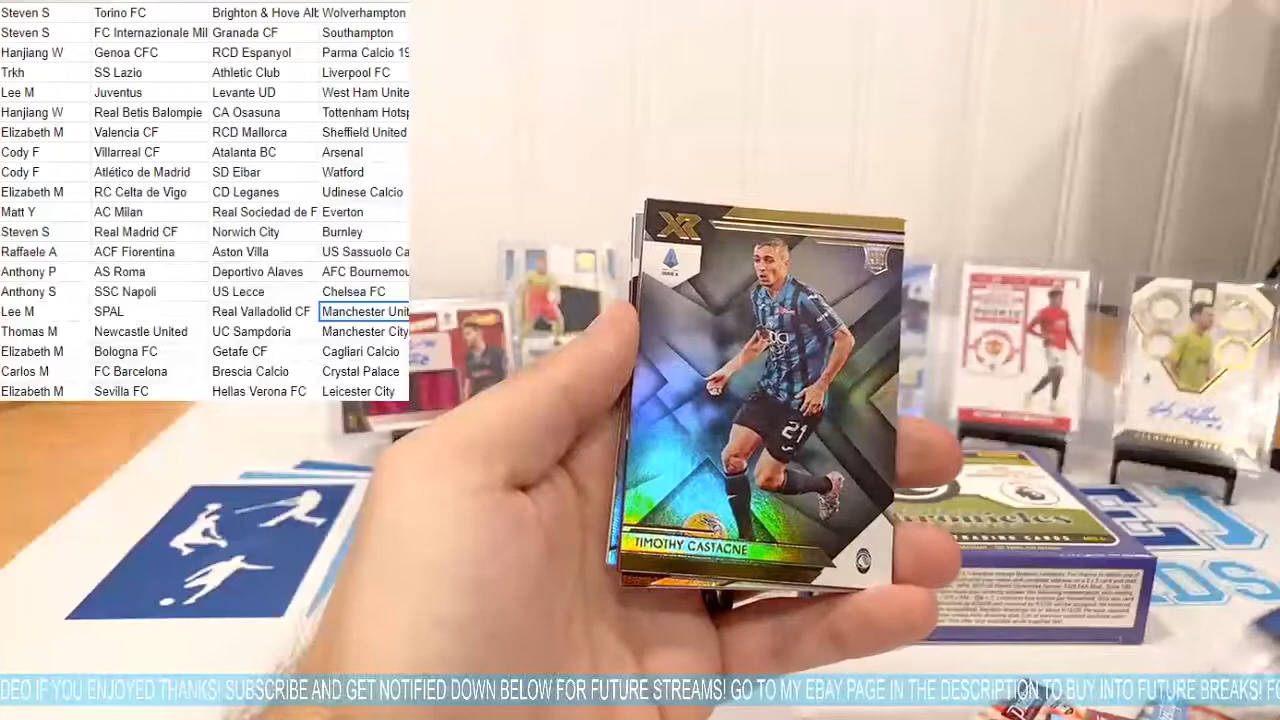 Steven S Torino FC Brighton & Hove Alb Wolverhampton
Steven S FC Internazionale Mil Granada CF Southampton
Hanjiang W Genoa CFC RCD Espanyol Parma Calcio 19
Trkh SS Lazio Athletic Club Liverpool FC
Lee M Juventus Levante UD West Ham Unite
Hanjiang W Real Betis Balompie CA Osasuna Tottenham Hotsp
Elizabeth M Valencia CF RCD Mallorca Sheffield United
Cody F Villarreal CF Atalanta BC Arsenal
Cody F Atlético de Madrid SD Eibar Watford
Elizabeth M RC Celta de Vigo CD Leganes Udinese Calcio
Matt Y AC Milan Real Sociedad de F Everton
Steven S Real Madrid CF Norwich City Burnley
Raffaele A ACF Fiorentina Aston Villa US Sassuolo Ca
Anthony P AS Roma Deportivo Alaves AFC Bournemou
Anthony S SSC Napoli US Lecce Chelsea FC
Lee M SPAL Real Valladolid CF Manchester Unit
Thomas M Newcastle United UC Sampdoria Manchester City
Elizabeth M Bologna FC Getafe CF Cagliari Calcio
Carlos M FC Barcelona Brescia Calcio Crystal Palace
Elizabeth M Sevilla FC Hellas Verona FC Leicester City
XR
21
TIMOTHY CASTAGNE
TRADING CARDS
DEO IF YOU ENJOYED THANKS! SUBSCRIBE AND GET NOTIFIED DOWN BELOW FOR FUTURE STREAMS! GO TO MY EBAY PAGE IN THE DESCRIPTION TO BUY INTO FUTURE BREAKS! FO